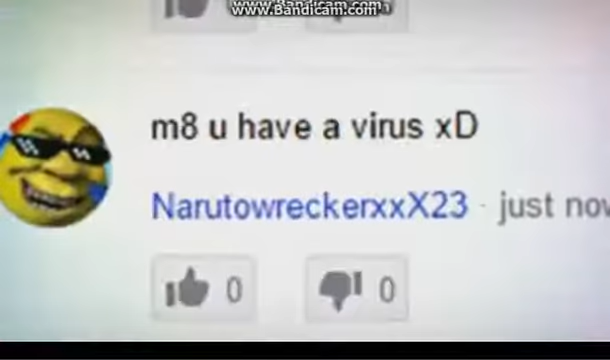 www.Bandicam.com
m8 u have a virus xD
NarutowreckerxxX23 · just now
0 0